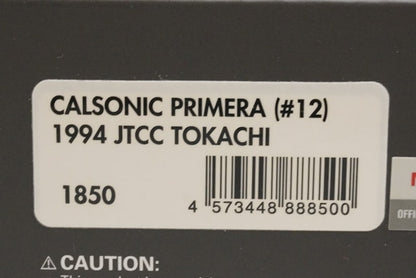 CALSONIC PRIMERA (#12)
1994 JTCC TOKACHI
1850
4 573448 888500
⚠CAUTION: